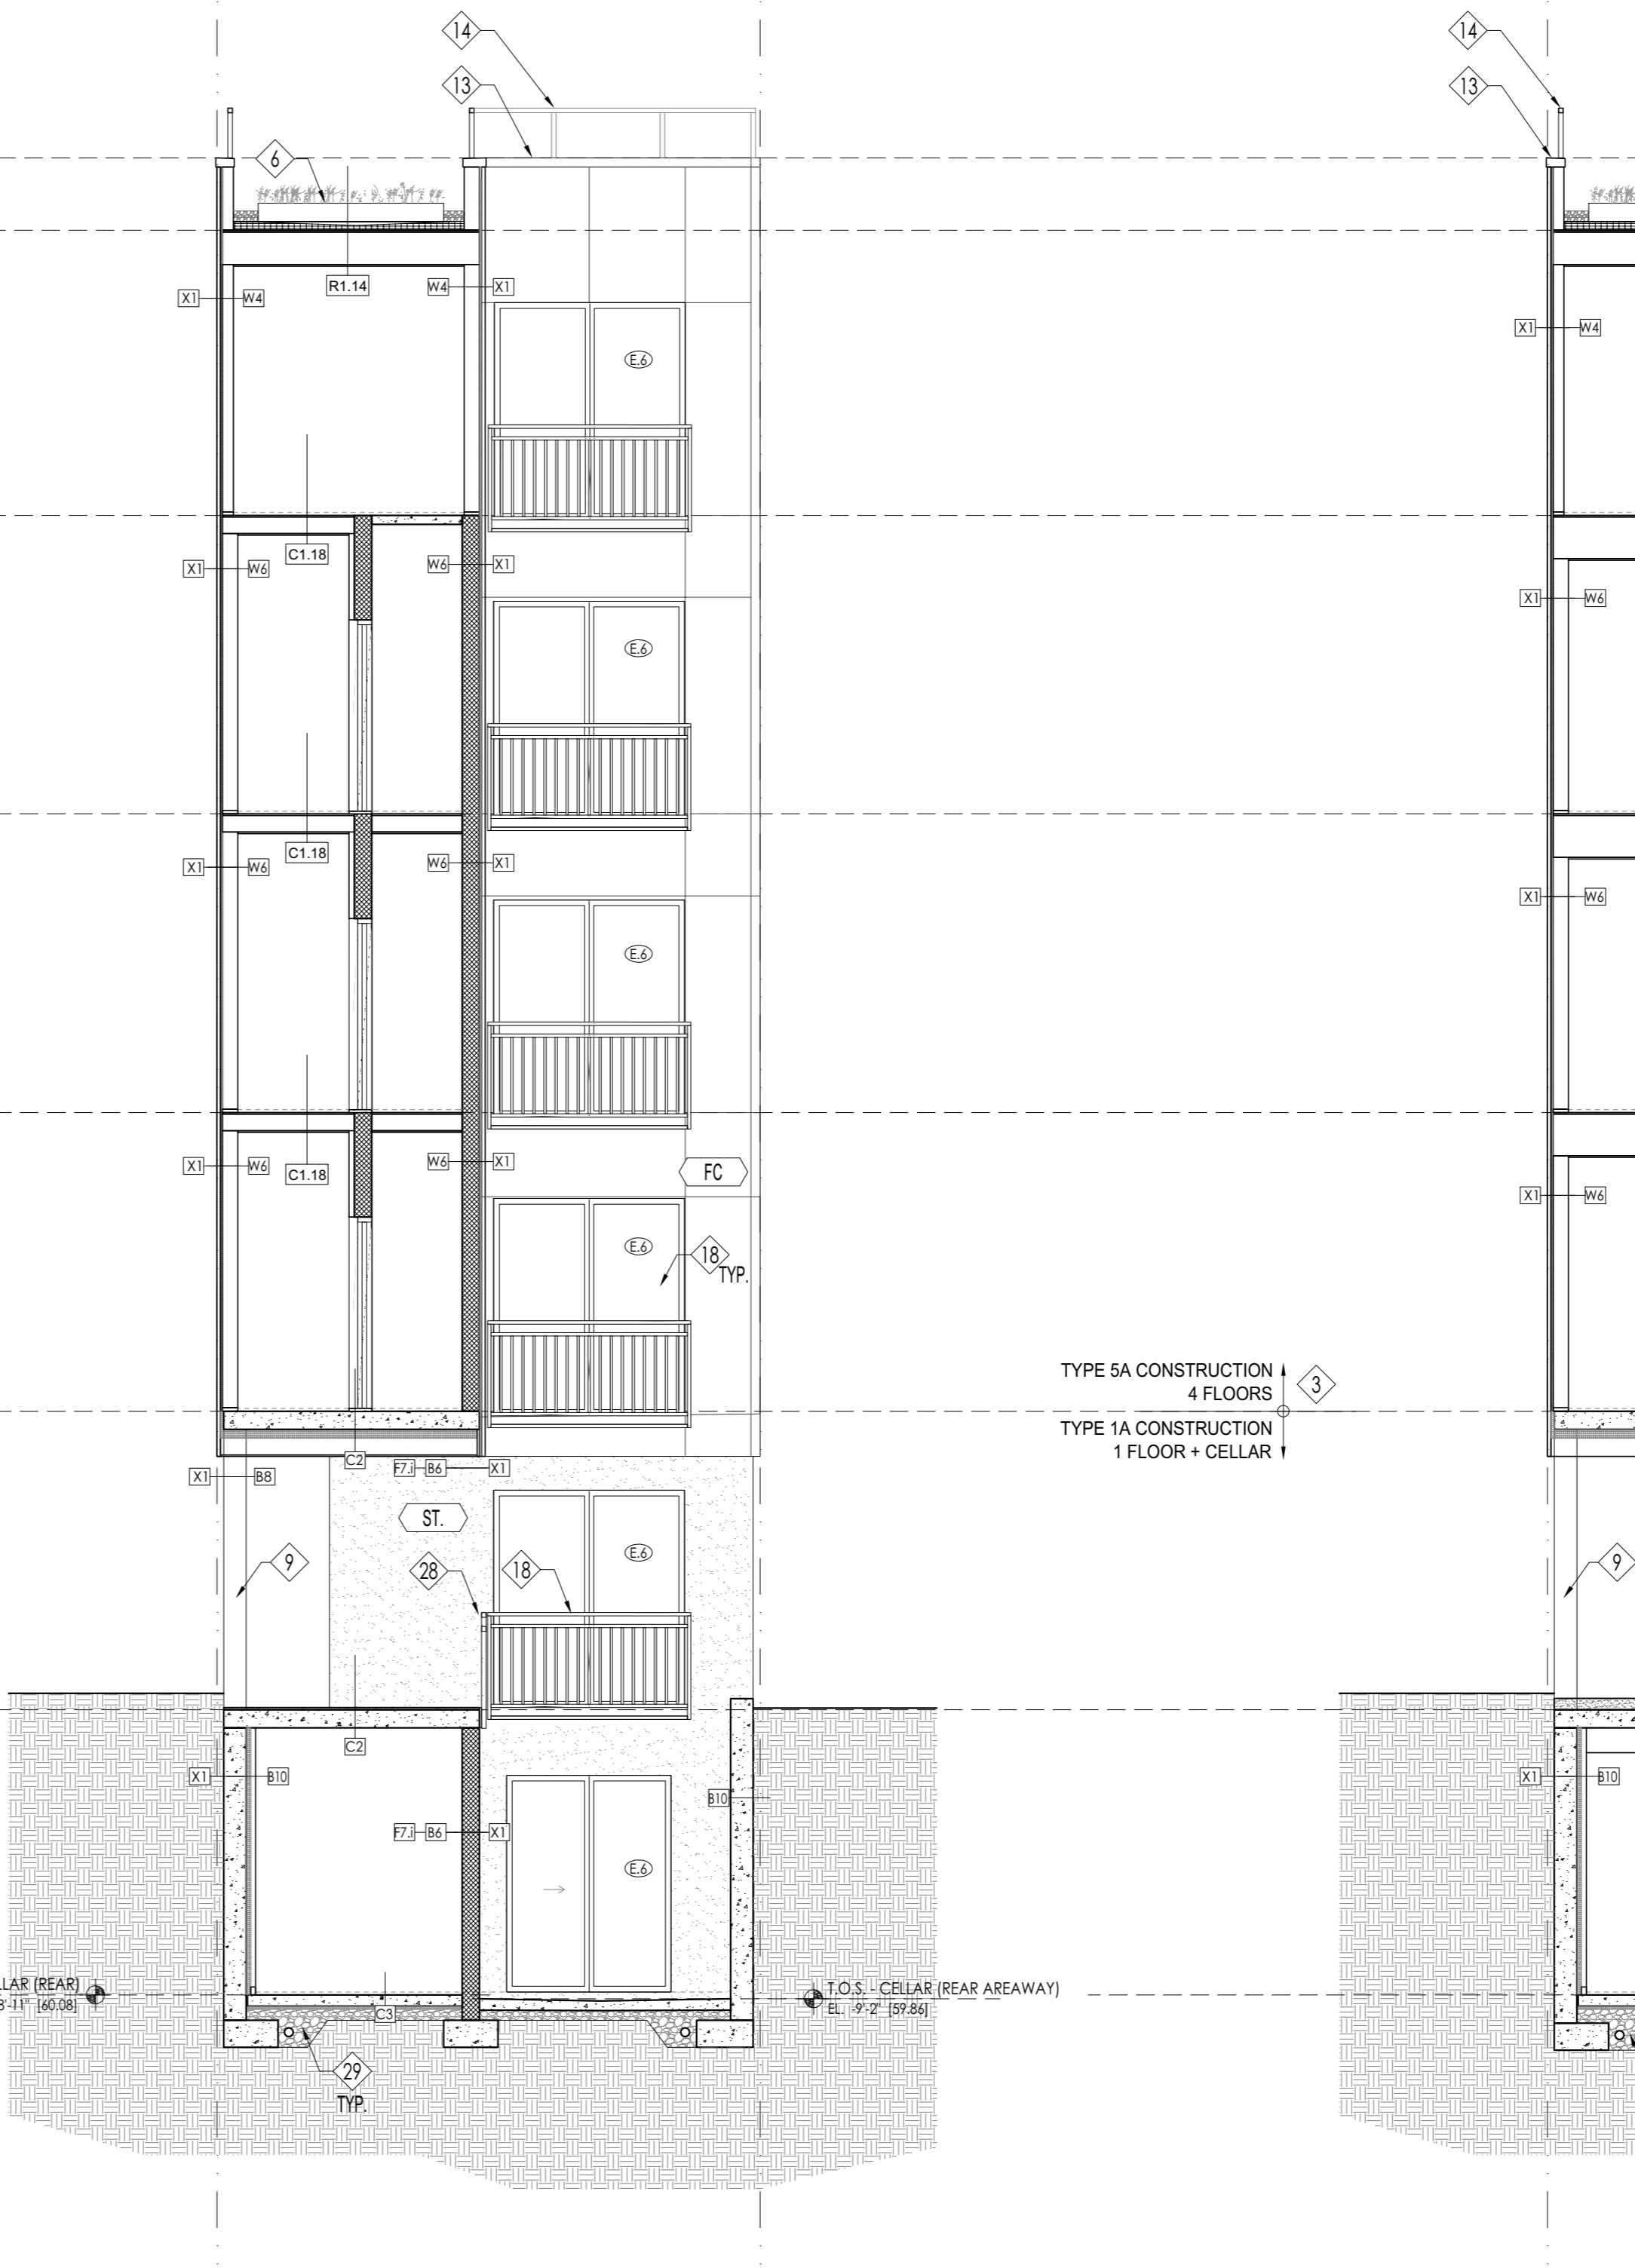 14
14
13
13
6
R1.14
X1
W4
W4
X1
X1
W4
E.6
C1.18
X1
W6
W6
X1
X1
W6
E.6
C1.18
X1
W6
W6
X1
X1
W6
E.6
C1.18
X1
W6
W6
X1
FC
X1
W6
E.6
18
TYP.
TYPE 5A CONSTRUCTION
4 FLOORS
3
TYPE 1A CONSTRUCTION
1 FLOOR + CELLAR
C2
X1
B8
F7.i
B6
X1
ST.
E.6
9
28
18
9
C2
X1
B10
B10
X1
B10
F7.i
B6
X1
E.6
LLAR (REAR)
8'-11" [60.08]
T.O.S. - CELLAR (REAR AREAWAY)
EL. -9'-2" [59.86]
C3
29
TYP.